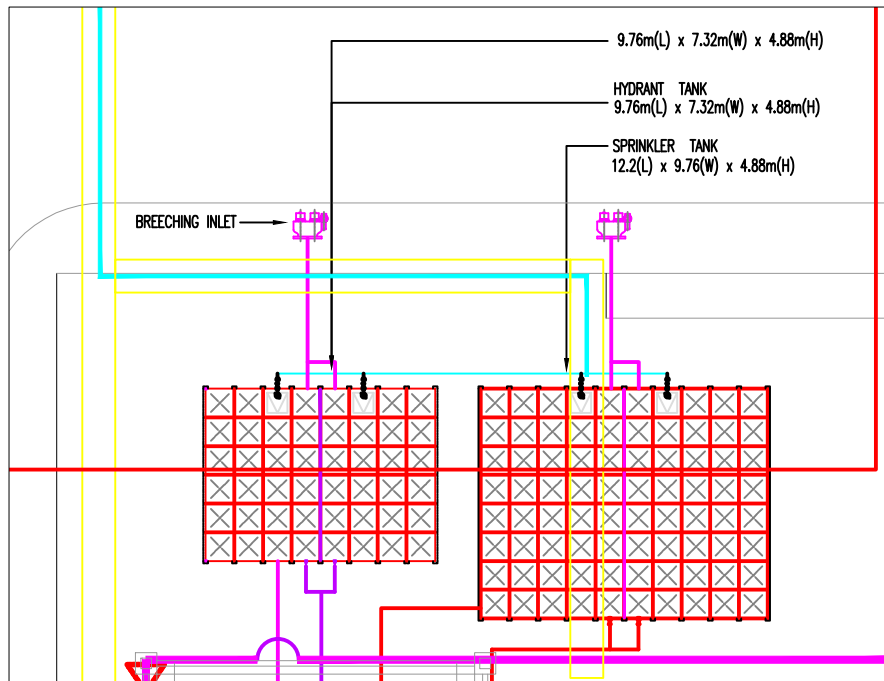 9.76m(L) x 7.32m(W) x 4.88m(H)
HYDRANT TANK
9.76m(L) x 7.32m(W) x 4.88m(H)
SPRINKLER TANK
12.2(L) x 9.76(W) x 4.88m(H)
BREECHING INLET